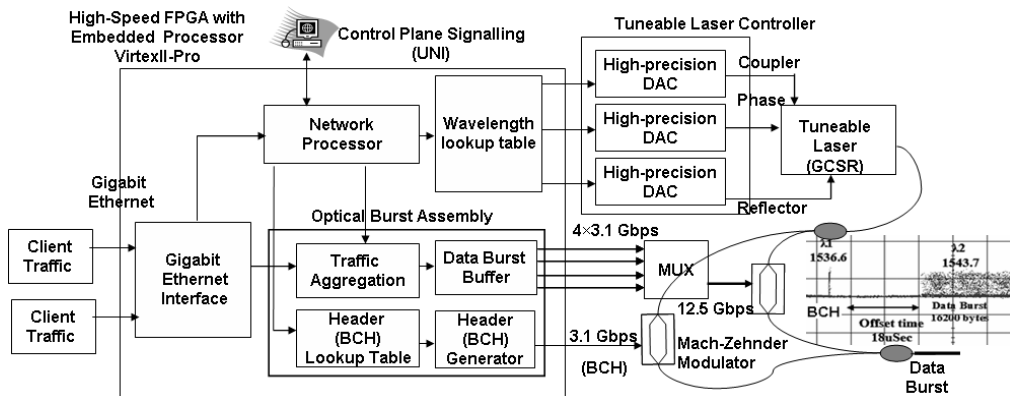 High-Speed FPGA with
Embedded Processor
VirtexII-Pro
Control Plane Signalling
(UNI)
Tuneable Laser Controller
High-precision
DAC
High-precision
DAC
High-precision
DAC
Coupler
Phase
Reflector
Tuneable
Laser
(GCSR)
Network
Processor
Wavelength
lookup table
Gigabit
Ethernet
Client
Traffic
Client
Traffic
Gigabit
Ethernet
Interface
Optical Burst Assembly
Traffic
Aggregation
Data Burst
Buffer
Header
(BCH)
Lookup Table
Header
(BCH)
Generator
4×3.1 Gbps
MUX
12.5 Gbps
3.1 Gbps
(BCH)
Mach-Zehnder
Modulator
λ1
1536.6
λ2
1543.7
BCH
Data Burst
16200 bytes
Offset time
18uSec
Data
Burst